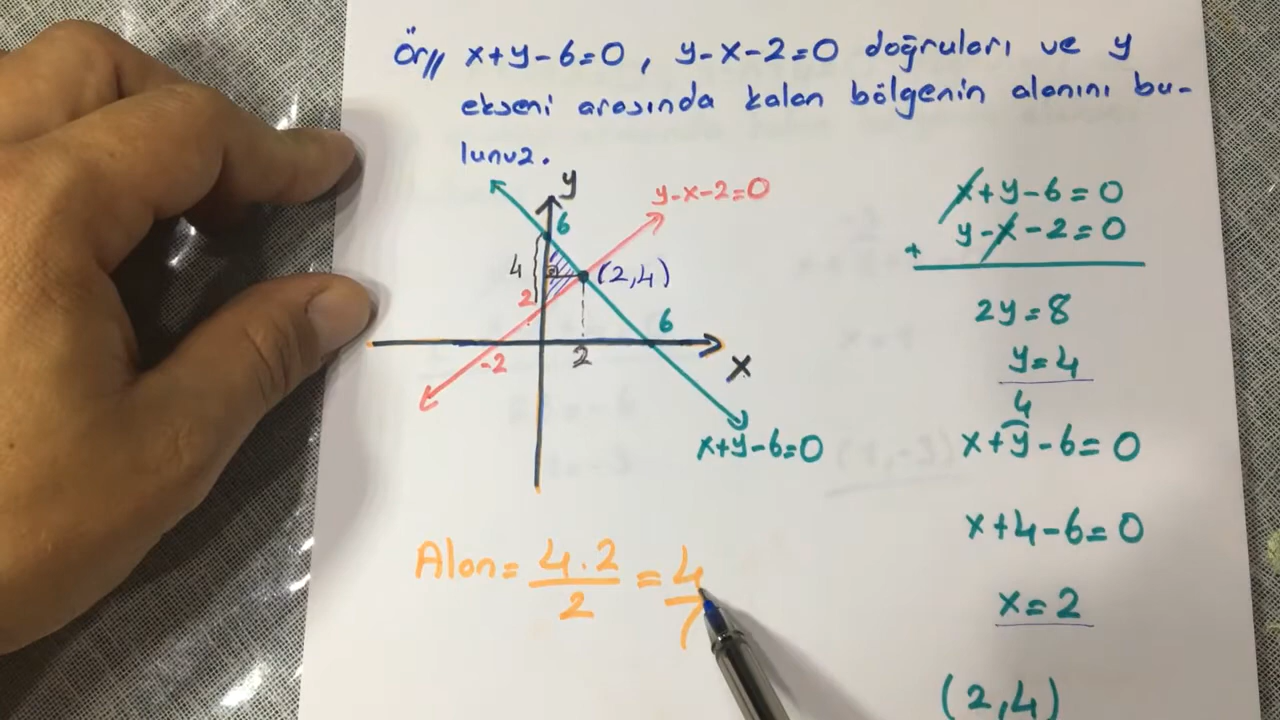 Ör// x+y-6=0, y-x-2=0 doğruları ve y
ekseni arasında kalan bölgenin alanını bu-
lunuz.
y
y-x-2=0
6
4
(2,4)
2
6
-2
2
x
x+y-6=0
x+y-6=0
y-x-2=0
+
2y=8
y=4
4
x+y-6=0
x+4-6=0
x=2
(2,4)
Alan = 4.2/2 = 4